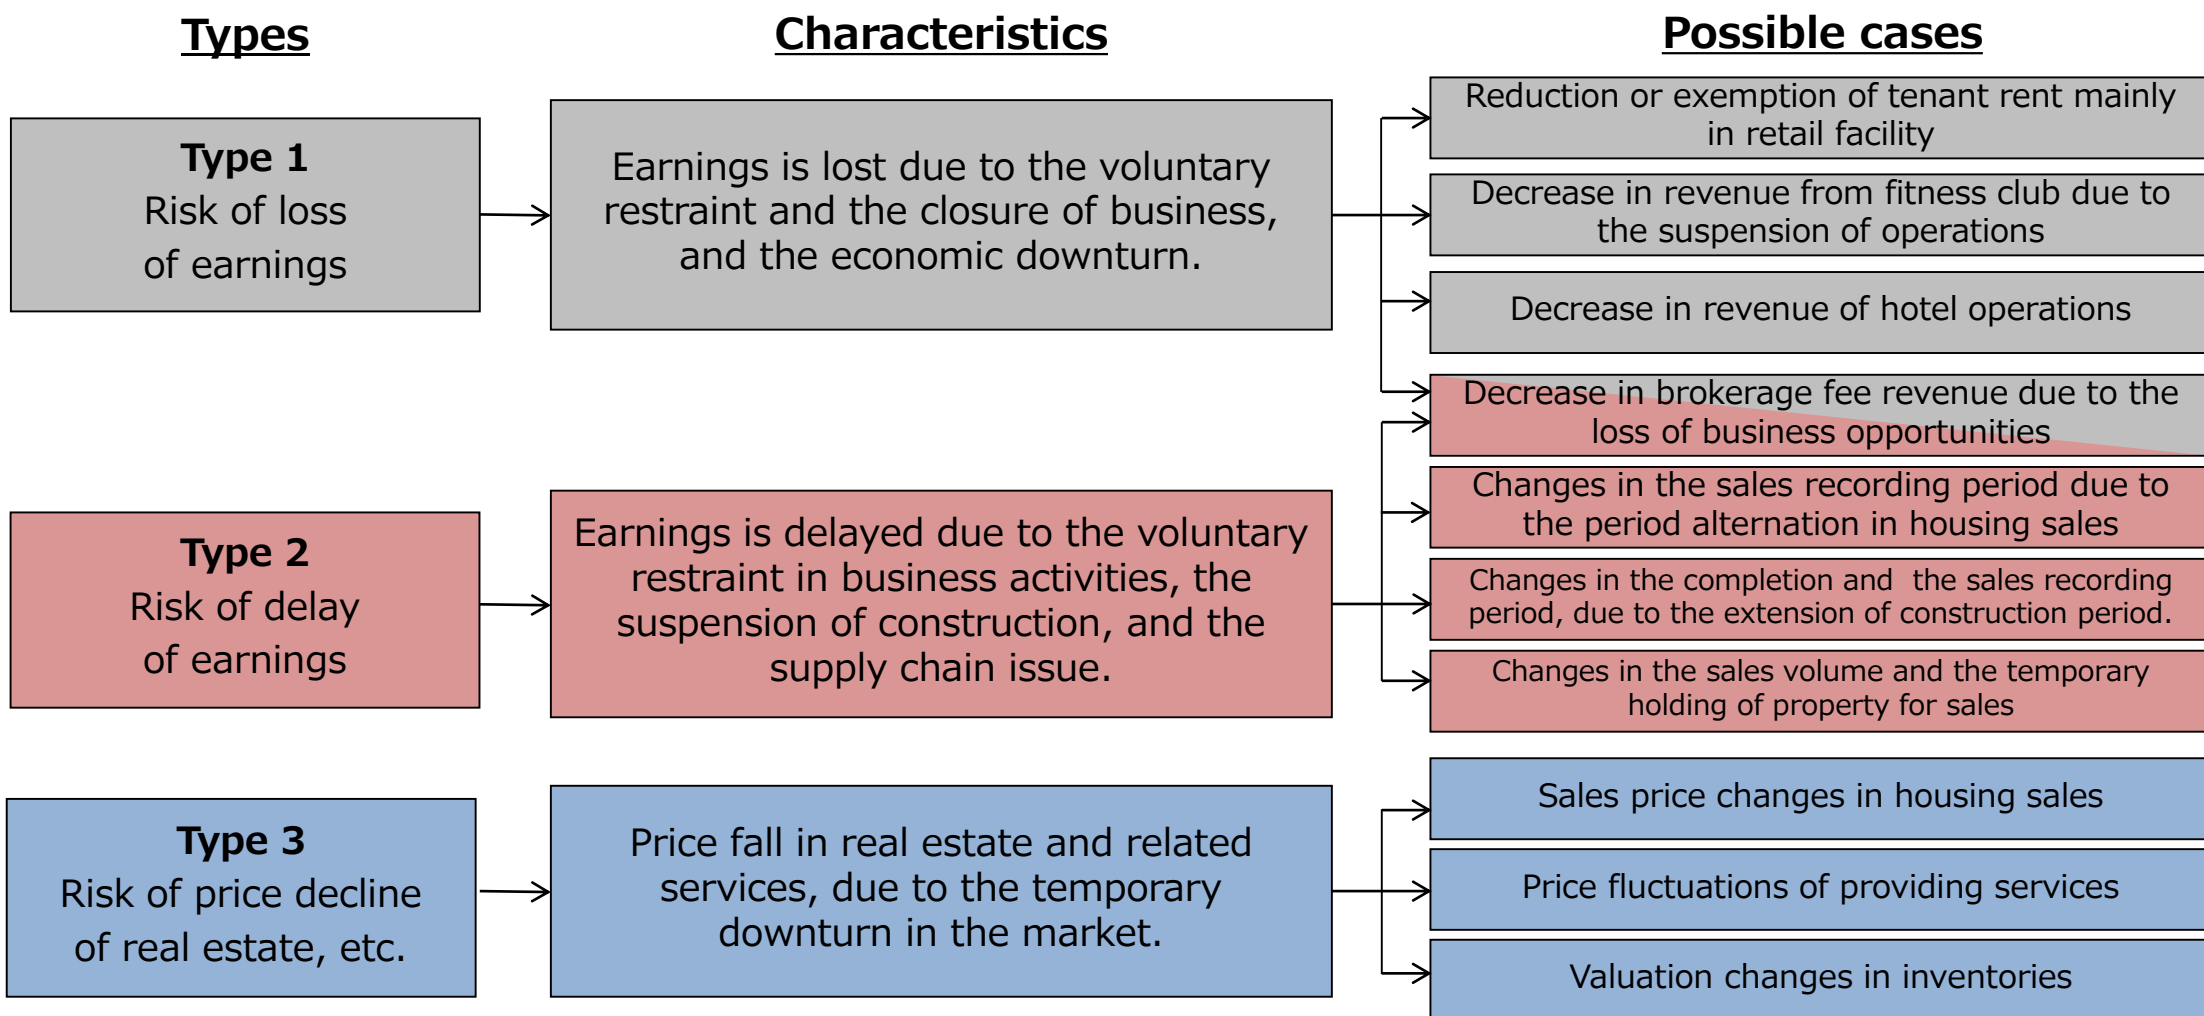 Types
Characteristics
Possible cases
Type 1
Risk of loss
of earnings
Earnings is lost due to the voluntary
restraint and the closure of business,
and the economic downturn.
Reduction or exemption of tenant rent mainly
in retail facility
Decrease in revenue from fitness club due to
the suspension of operations
Decrease in revenue of hotel operations
Decrease in brokerage fee revenue due to the
loss of business opportunities
Type 2
Risk of delay
of earnings
Earnings is delayed due to the voluntary
restraint in business activities, the
suspension of construction, and the
supply chain issue.
Changes in the sales recording period due to
the period alternation in housing sales
Changes in the completion and  the sales recording
period, due to the extension of construction period.
Changes in the sales volume and the temporary
holding of property for sales
Type 3
Risk of price decline
of real estate, etc.
Price fall in real estate and related
services, due to the temporary
downturn in the market.
Sales price changes in housing sales
Price fluctuations of providing services
Valuation changes in inventories